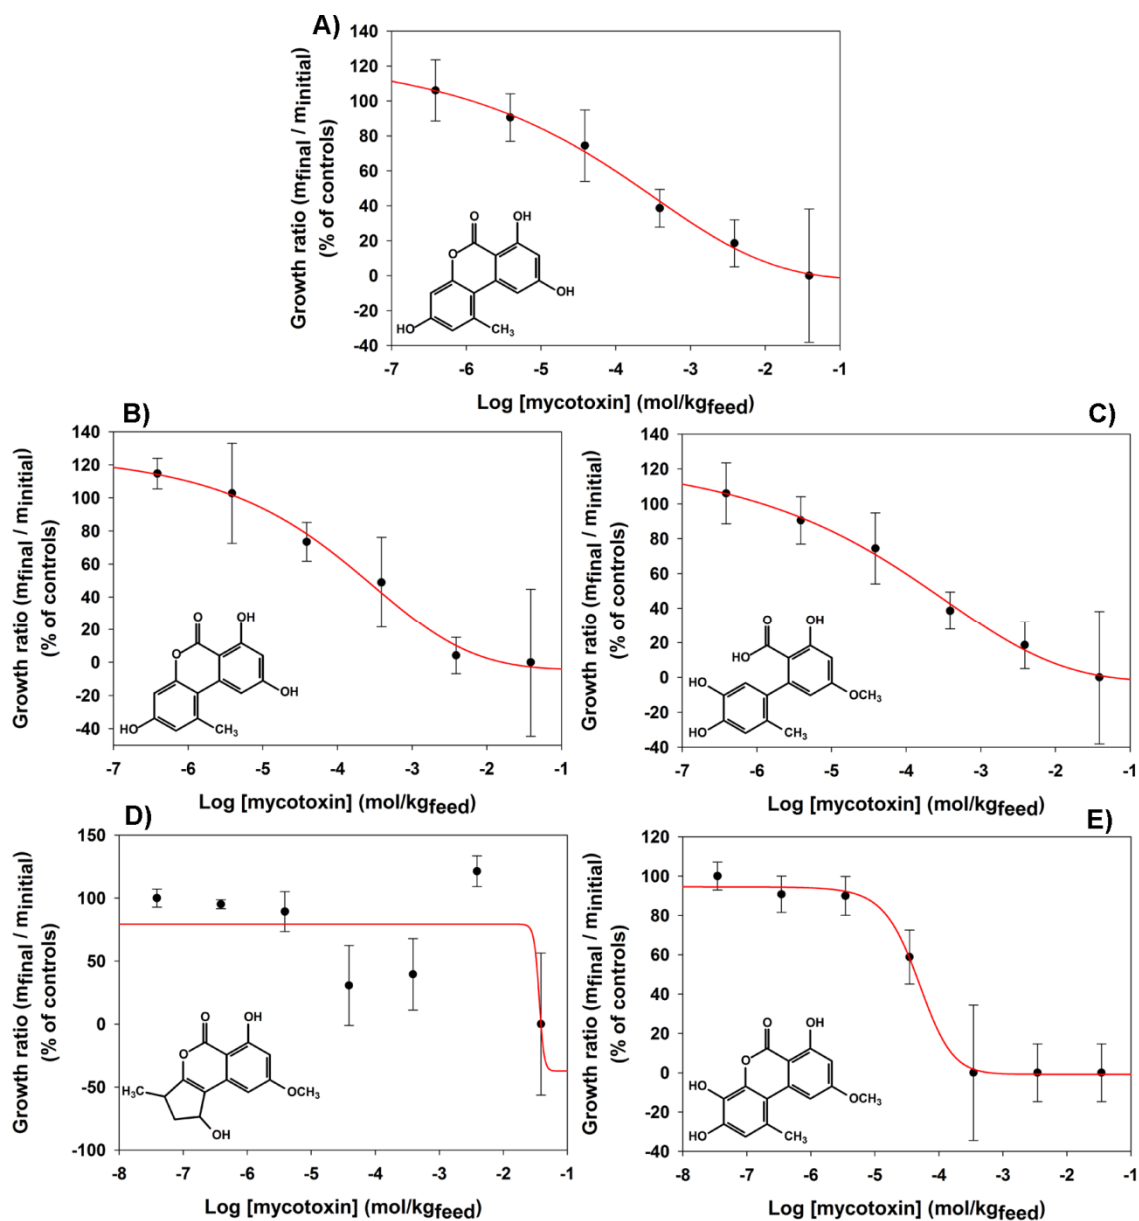 A)
Growth ratio (mfinal / minitial)
(% of controls)
140
120
100
80
60
40
20
0
-20
-40
O
OH
O
OH
HO
CH3
-7
-6
-5
-4
-3
-2
-1
Log [mycotoxin] (mol/kgfeed)
B)
Growth ratio (mfinal / minitial)
(% of controls)
140
120
100
80
60
40
20
0
-20
-40
O
OH
O
OH
HO
CH3
-7
-6
-5
-4
-3
-2
-1
Log [mycotoxin] (mol/kgfeed)
C)
Growth ratio (mfinal / minitial)
(% of controls)
140
120
100
80
60
40
20
0
-20
-40
O
OH
HO
HO
OCH3
HO
CH3
-7
-6
-5
-4
-3
-2
-1
Log [mycotoxin] (mol/kgfeed)
D)
Growth ratio (mfinal / minitial)
(% of controls)
150
100
50
0
-50
-100
O
OH
O
OCH3
H3C
OH
-8
-7
-6
-5
-4
-3
-2
-1
Log [mycotoxin] (mol/kgfeed)
E)
Growth ratio (mfinal / minitial)
(% of controls)
120
100
80
60
40
20
0
-20
-40
O
OH
O
HO
OCH3
HO
CH3
-8
-7
-6
-5
-4
-3
-2
-1
Log [mycotoxin] (mol/kgfeed)